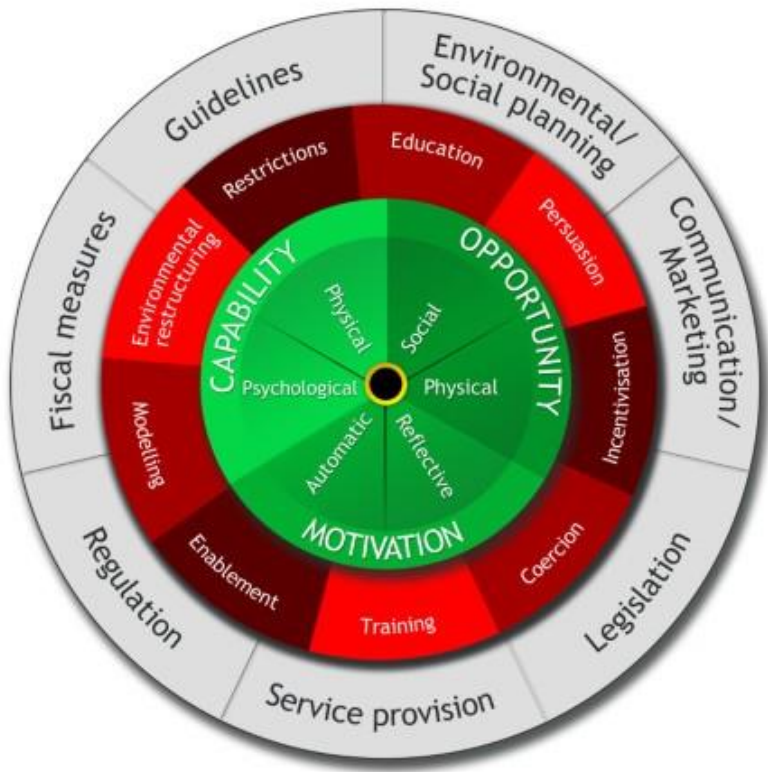 Guidelines
Environmental/
Social planning
Communication/
Marketing
Legislation
Service provision
Regulation
Fiscal measures
Restrictions
Education
Persuasion
Incentivisation
Coercion
Training
Enablement
Modelling
Environmental
restructuring
CAPABILITY
OPPORTUNITY
MOTIVATION
Physical
Social
Physical
Reflective
Automatic
Psychological